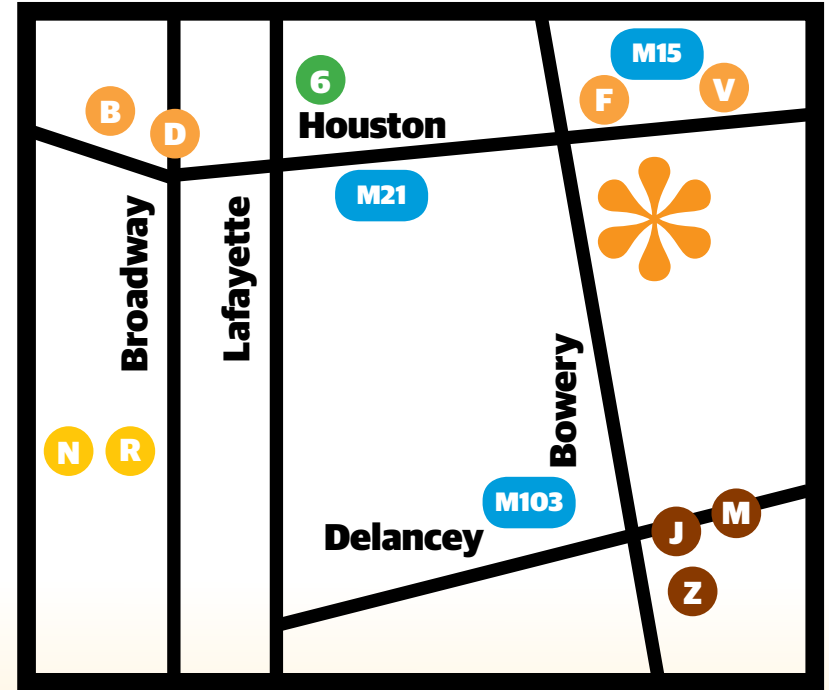 M15
6
V
F
B
D
Houston
M21
Broadway
Lafayette
Bowery
N
R
M103
M
J
Delancey
Z